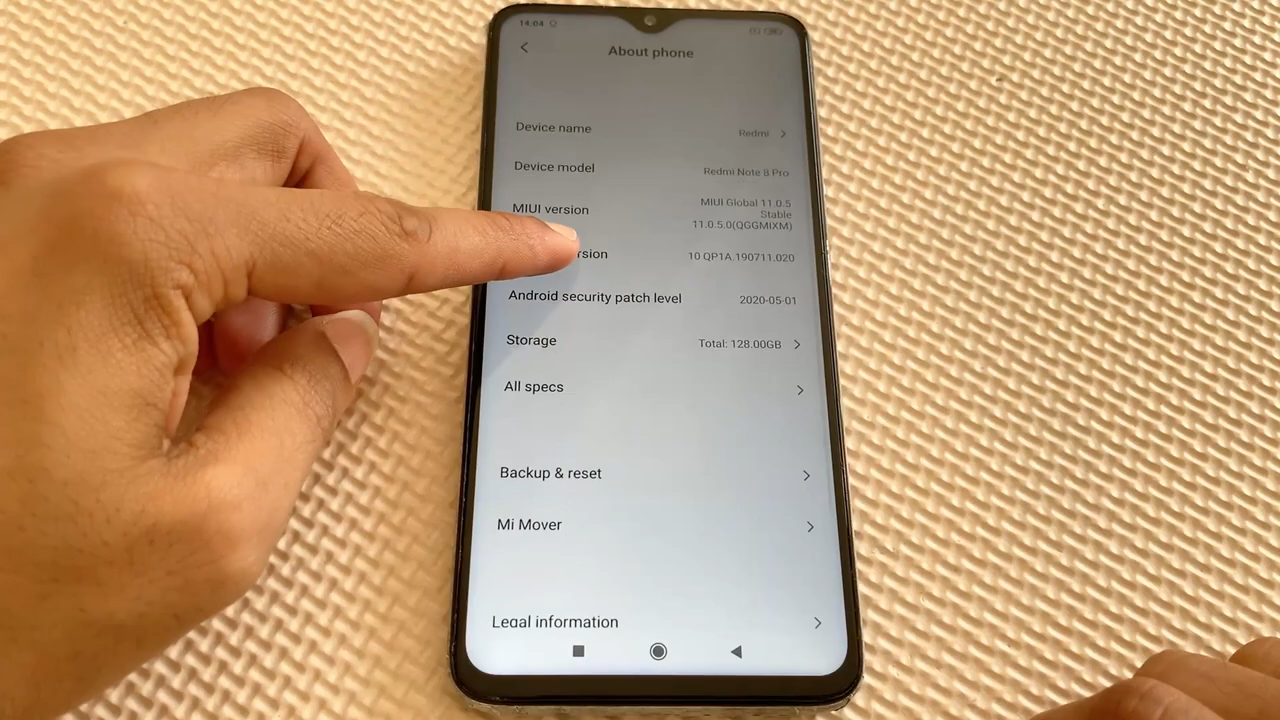 14:04
About phone
Device name
Redmi
Device model
Redmi Note 8 Pro
MIUI version
MIUI Global 11.0.5
Stable
11.0.5.0(QGGMIXM)
rsion
10 QP1A.190711.020
Android security patch level
2020-05-01
Storage
Total: 128.00GB
All specs
Backup & reset
Mi Mover
Legal information